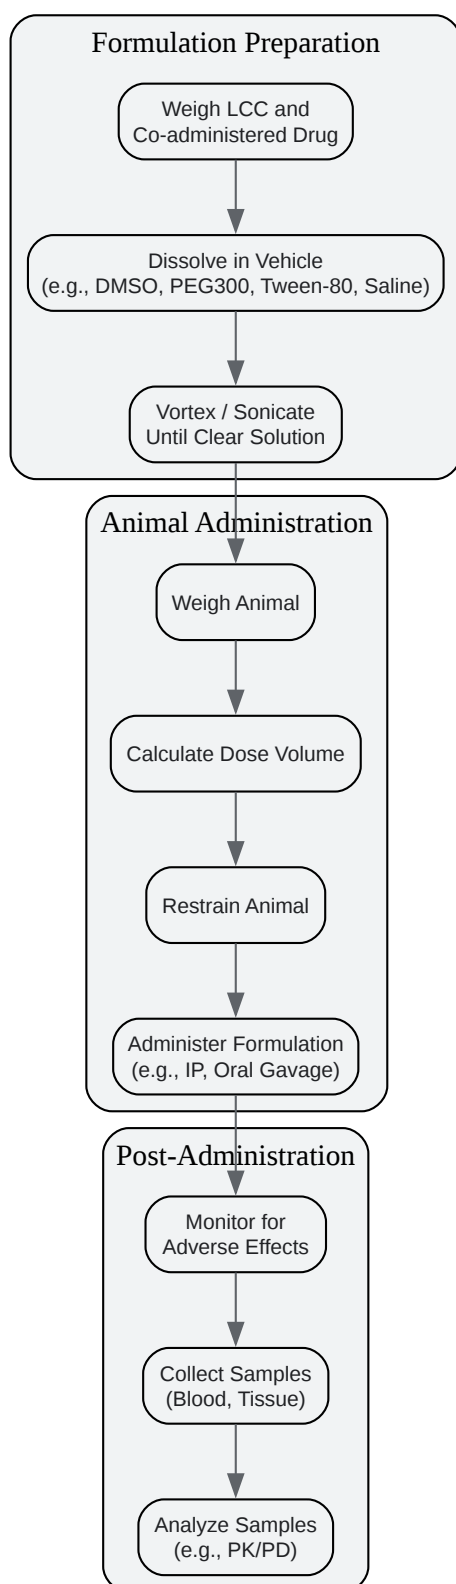 Formulation Preparation
Weigh LCC and
Co-administered Drug
Dissolve in Vehicle
(e.g., DMSO, PEG300, Tween-80, Saline)
Vortex / Sonicate
Until Clear Solution
Animal Administration
Weigh Animal
Calculate Dose Volume
Restrain Animal
Administer Formulation
(e.g., IP, Oral Gavage)
Post-Administration
Monitor for
Adverse Effects
Collect Samples
(Blood, Tissue)
Analyze Samples
(e.g., PK/PD)